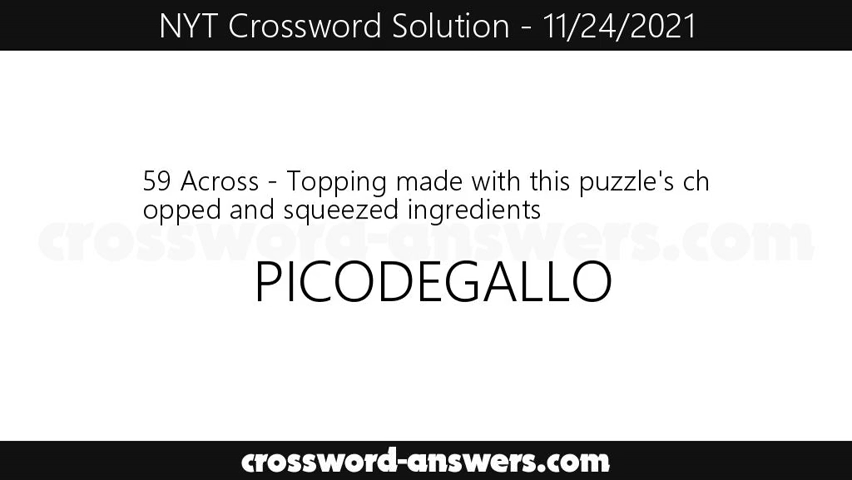 NYT Crossword Solution - 11/24/2021
59 Across - Topping made with this puzzle's ch
opped and squeezed ingredients
crossword-answers.com
PICODEGALLO
crossword-answers.com